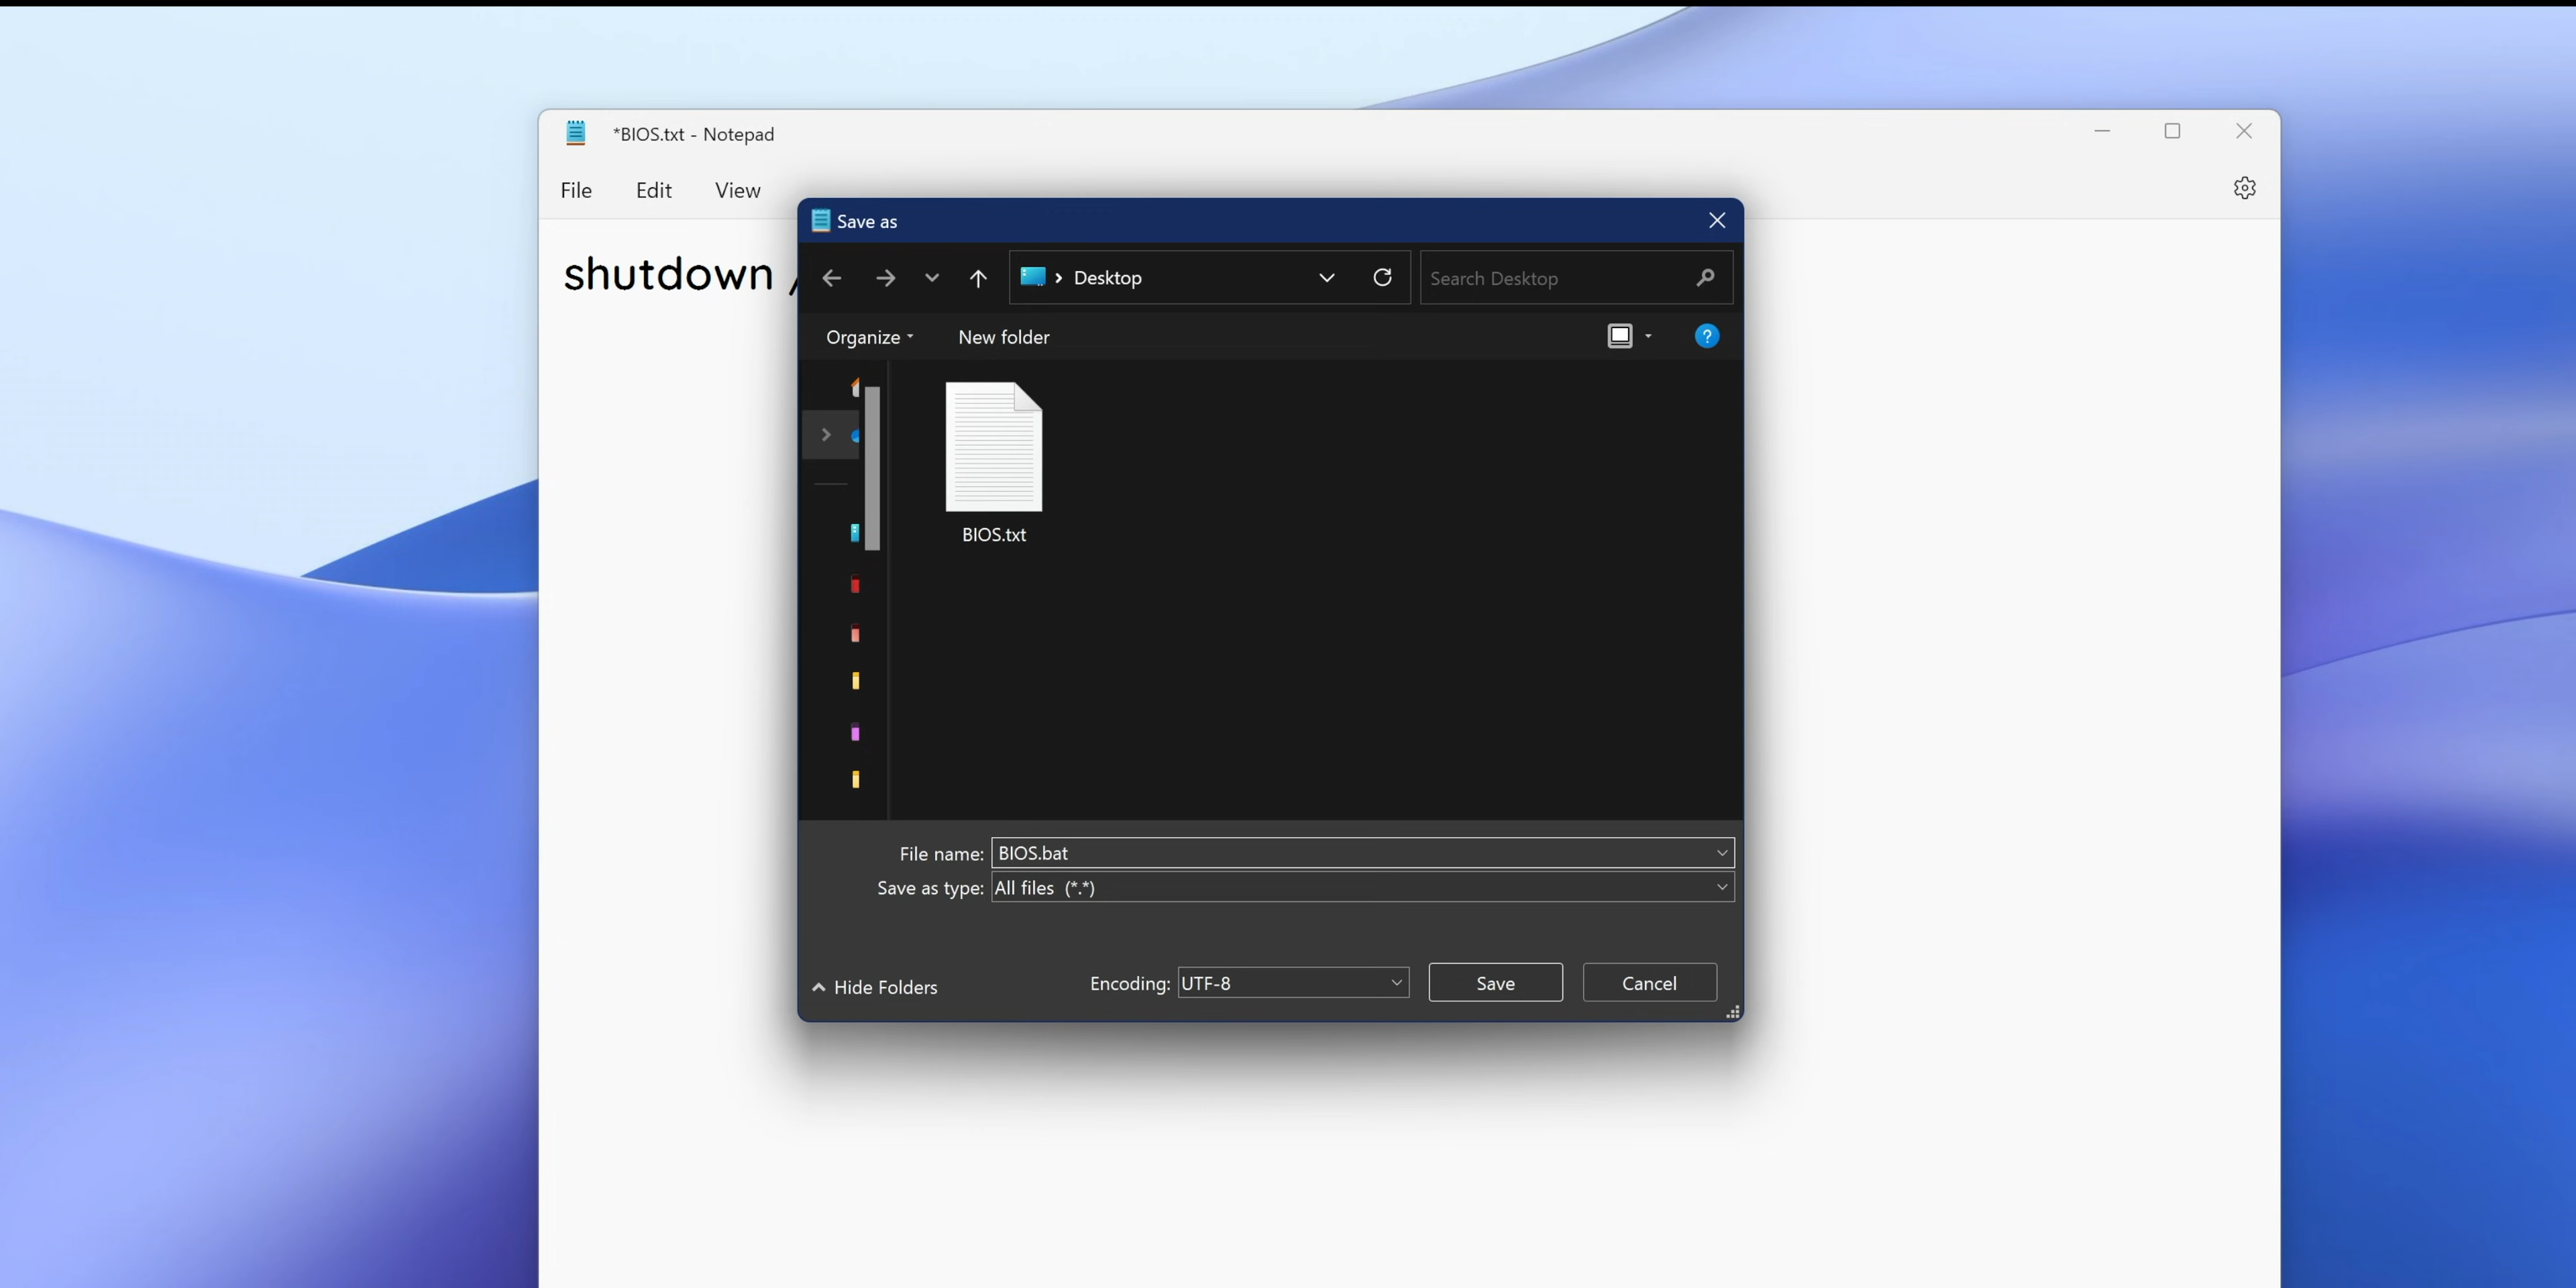 *BIOS.txt - Notepad
File Edit View
shutdown /
Save as
Desktop
Search Desktop
Organize
New folder
?
BIOS.txt
File name: BIOS.bat
Save as type: All files (*.*)
Hide Folders
Encoding: UTF-8
Save
Cancel